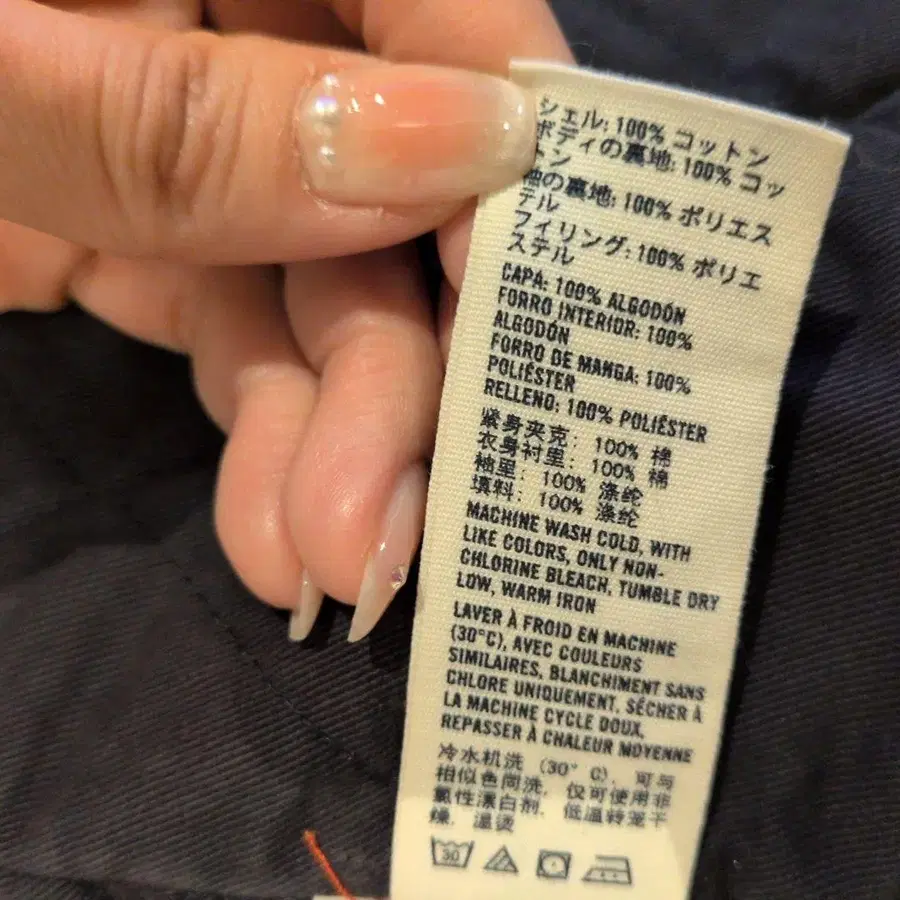 シェル: 100% コットン
ボディの裏地: 100% コッ
トン
袖の裏地: 100% ポリエス
テル
フィリング: 100% ポリエ
ステル
CAPA: 100% ALGODÓN
FORRO INTERIOR: 100%
ALGODÓN
FORRO DE MANGA: 100%
POLIÉSTER
RELLENO: 100% POLIÉSTER
紧身夹克: 100% 棉
衣身衬里: 100% 棉
袖里: 100% 涤纶
填料: 100% 涤纶
MACHINE WASH COLD, WITH
LIKE COLORS, ONLY NON-
CHLORINE BLEACH, TUMBLE DRY
LOW, WARM IRON
LAVER À FROID EN MACHINE
(30°C), AVEC COULEURS
SIMILAIRES, BLANCHIMENT SANS
CHLORE UNIQUEMENT, SÉCHER À
LA MACHINE CYCLE DOUX,
REPASSER À CHALEUR MOYENNE
冷水机洗 (30° C), 可与
相似色同洗, 仅可使用非
氯性漂白剂, 低温转笼干
燥, 温烫
30